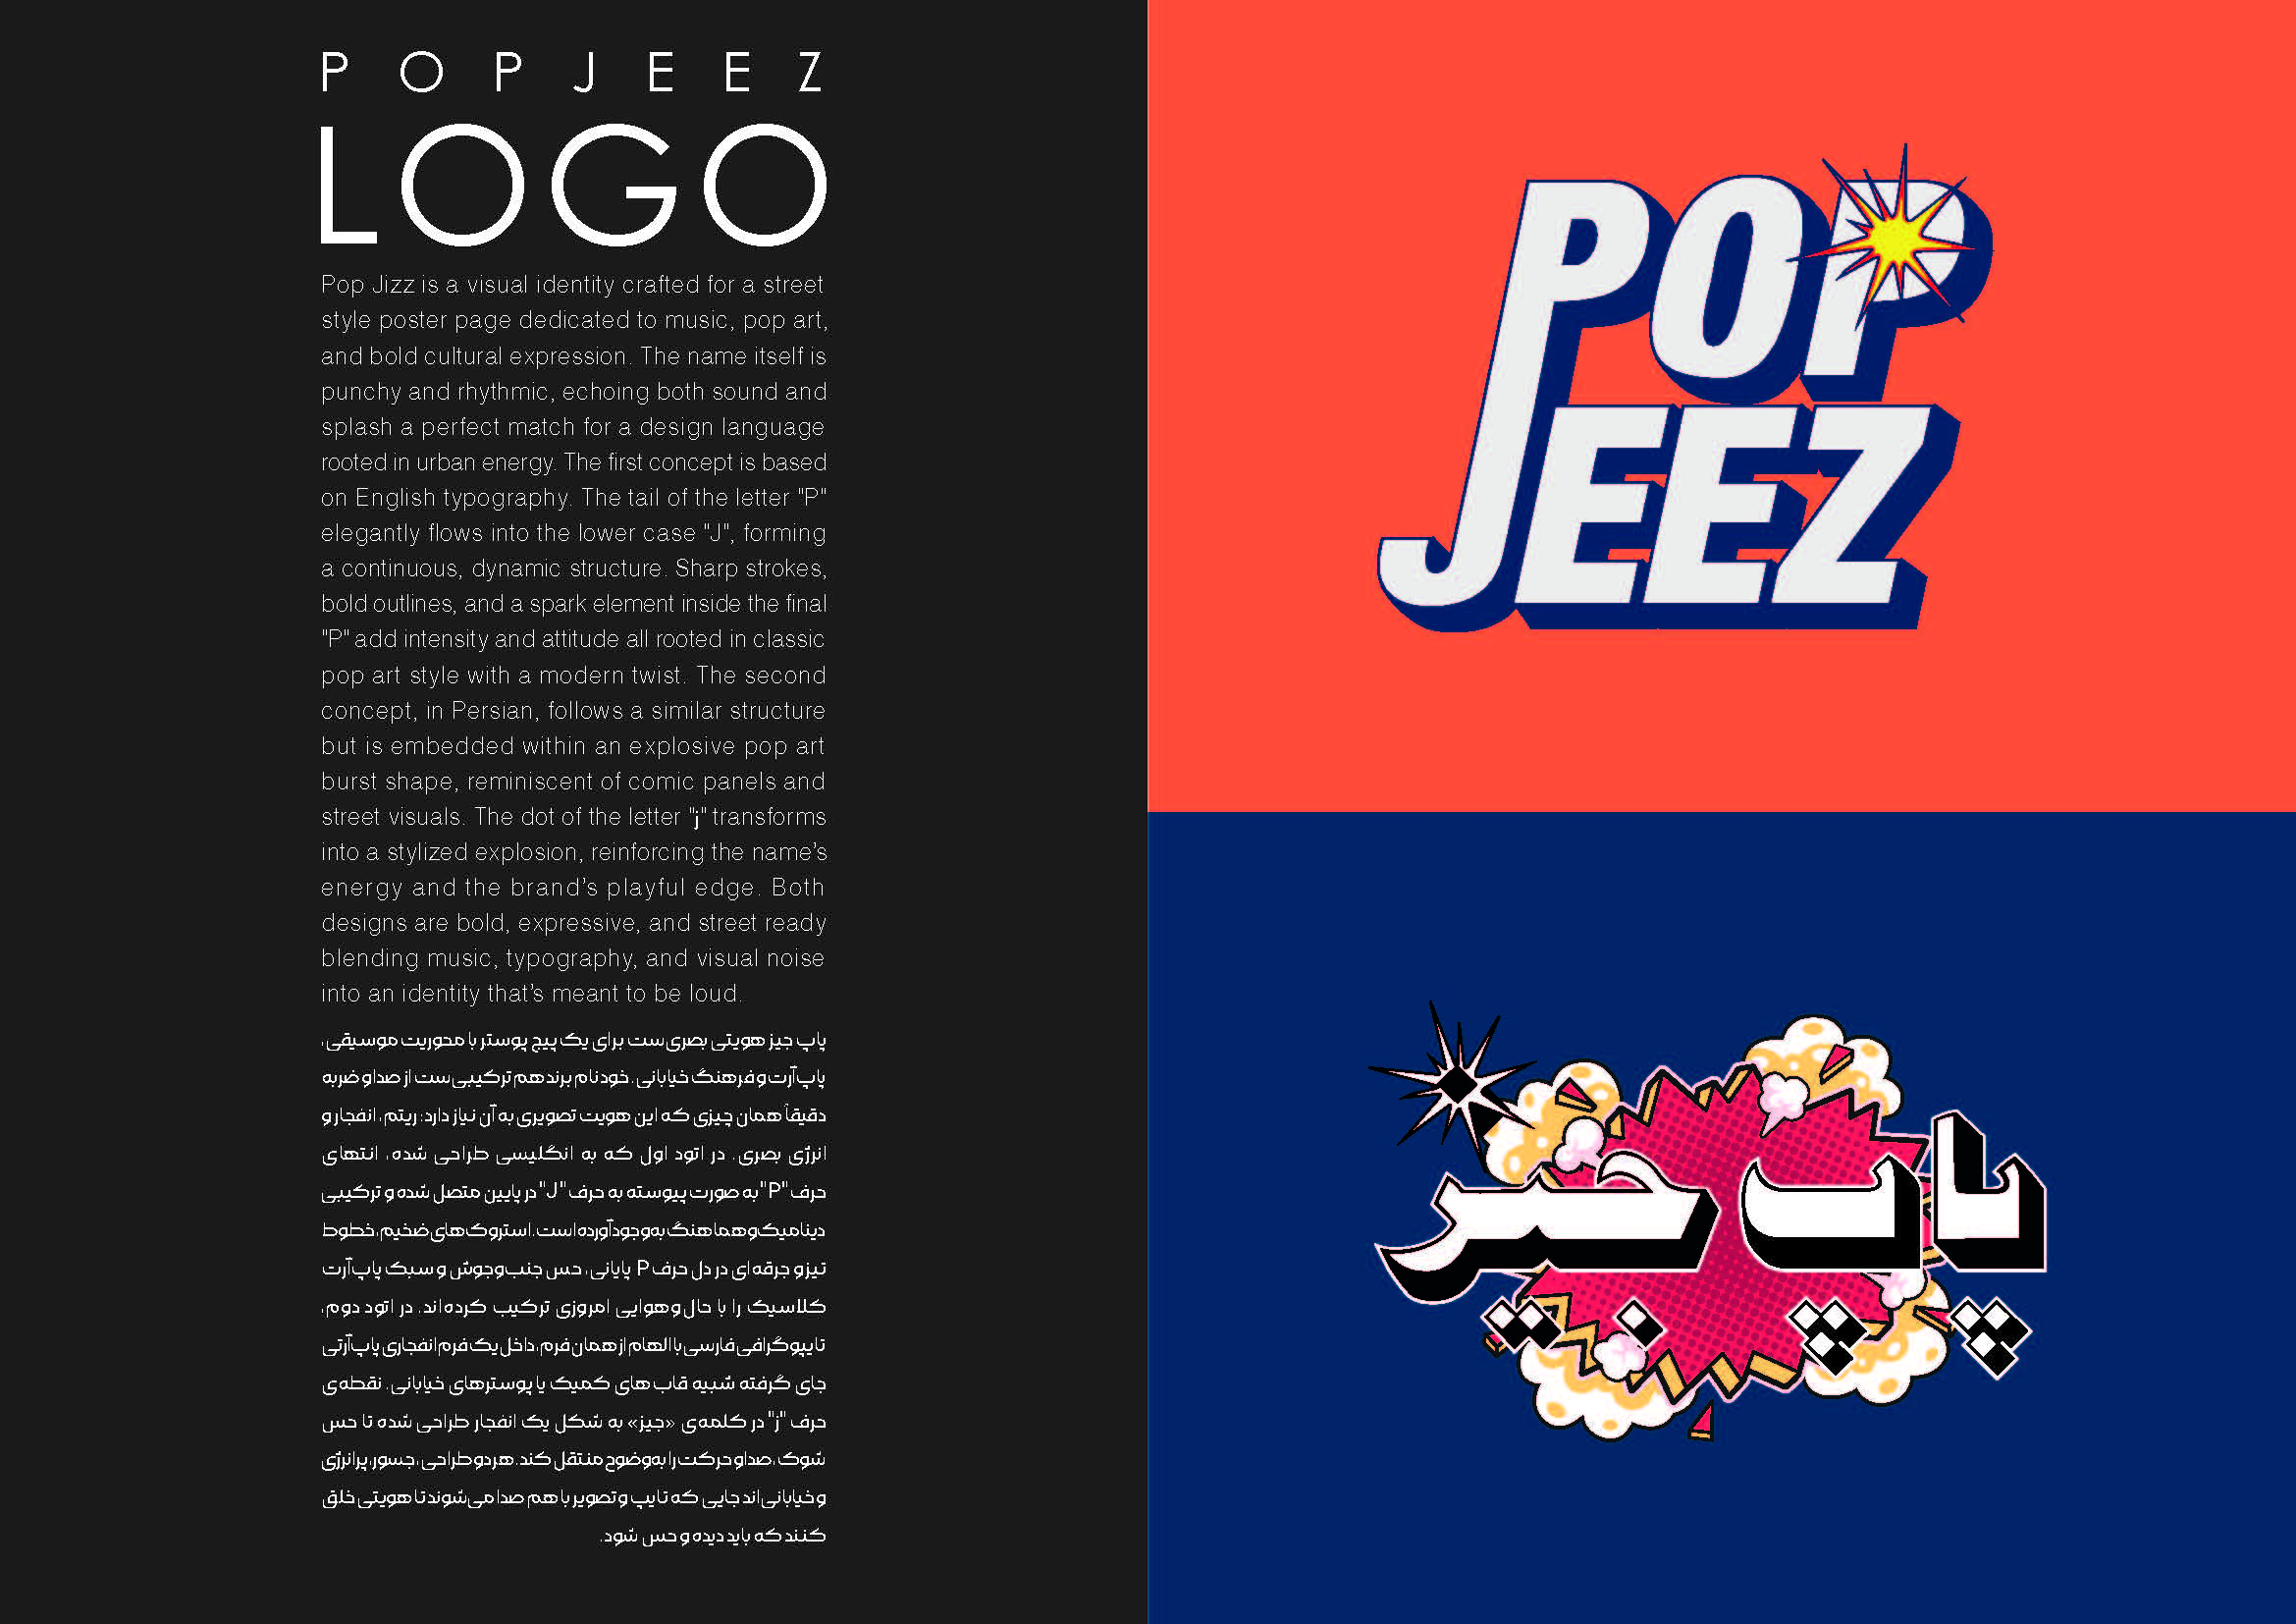 POPJEEZ
LOGO
Pop Jizz is a visual identity crafted for a street
style poster page dedicated to music, pop art,
and bold cultural expression. The name itself is
punchy and rhythmic, echoing both sound and
splash a perfect match for a design language
rooted in urban energy. The first concept is based
on English typography. The tail of the letter "P"
elegantly flows into the lower case "J", forming
a continuous, dynamic structure. Sharp strokes,
bold outlines, and a spark element inside the final
"P" add intensity and attitude all rooted in classic
pop art style with a modern twist. The second
concept, in Persian, follows a similar structure
but is embedded within an explosive pop art
burst shape, reminiscent of comic panels and
street visuals. The dot of the letter "j" transforms
into a stylized explosion, reinforcing the name's
energy and the brand's playful edge. Both
designs are bold, expressive, and street ready
blending music, typography, and visual noise
into an identity that's meant to be loud.
پاپ جیز هویتی بصری‌ست برای یک پیج پوستر با محوریت موسیقی،
پاپ‌آرت و فرهنگ خیابانی. خود نام برند هم ترکیبی‌ست از صدا و ضربه
دقیقاً همان چیزی که این هویت تصویری به آن نیاز دارد: ریتم، انفجار و
انرژی بصری. در اتود اول که به انگلیسی طراحی شده، انتهای
حرف "P" به صورت پیوسته به حرف "J" در پایین متصل شده و ترکیبی
دینامیک و هماهنگ به‌وجود آورده است. استروک‌های ضخیم، خطوط
تیز و جرقه‌ای در دل حرف P پایانی، حس جنب‌وجوش و سبک پاپ‌آرت
کلاسیک را با حال‌وهوایی امروزی ترکیب کرده‌اند. در اتود دوم،
تایپوگرافی فارسی با الهام از همان فرم، داخل یک فرم انفجاری پاپ‌آرتی
جای گرفته شبیه قاب های کمیک یا پوسترهای خیابانی. نقطه‌ی
حرف "ز" در کلمه‌ی «جیز» به شکل یک انفجار طراحی شده تا حس
شوک، صدا و حرکت را به‌وضوح منتقل کند. هر دو طراحی، جسور، پرانرژی
و خیابانی‌اند جایی که تایپ و تصویر با هم صدا می‌شوند تا هویتی خلق
کنند که باید دیده و حس شود.
POP
JEEZ
پاپ جیز